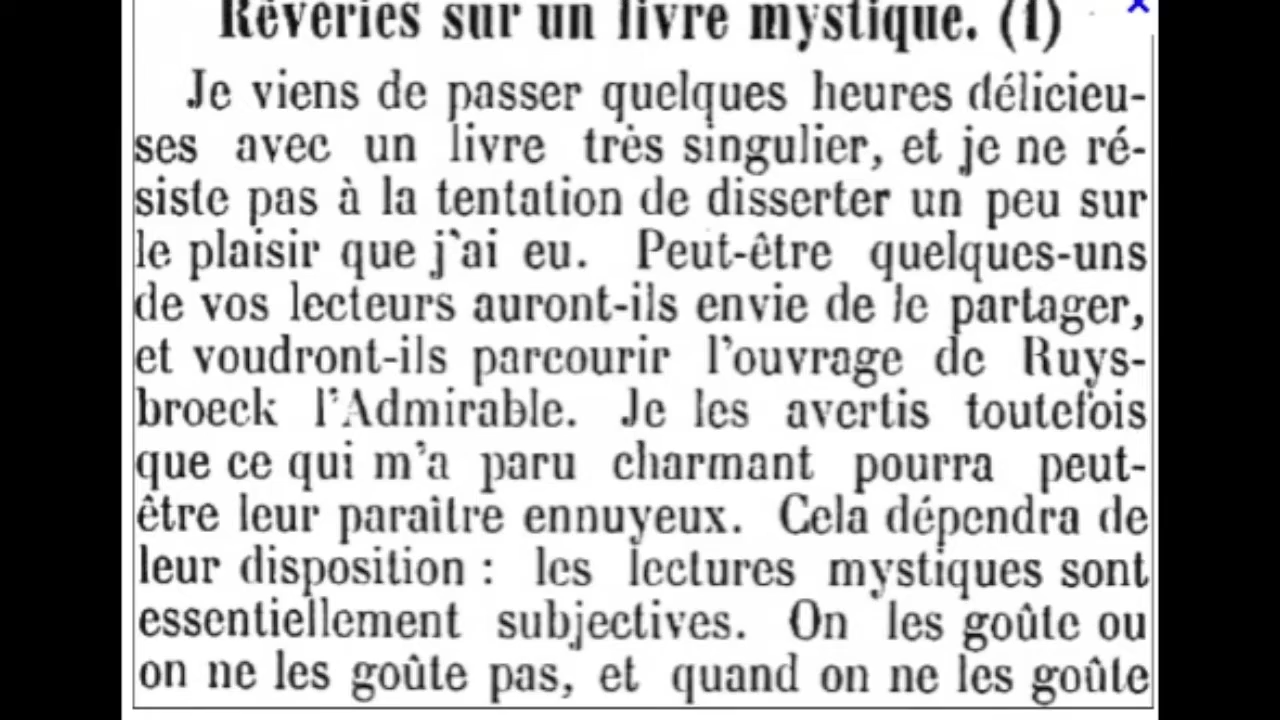 Rêveries sur un livre mystique. (1)
Je viens de passer quelques heures délicieu-
ses avec un livre très singulier, et je ne ré-
siste pas à la tentation de disserter un peu sur
le plaisir que j'ai eu. Peut-être quelques-uns
de vos lecteurs auront-ils envie de le partager,
et voudront-ils parcourir l'ouvrage de Ruys-
broeck l'Admirable. Je les avertis toutefois
que ce qui m'a paru charmant pourra peut-
être leur paraître ennuyeux. Cela dépendra de
leur disposition : les lectures mystiques sont
essentiellement subjectives. On les goûte ou
on ne les goûte pas, et quand on ne les goûte